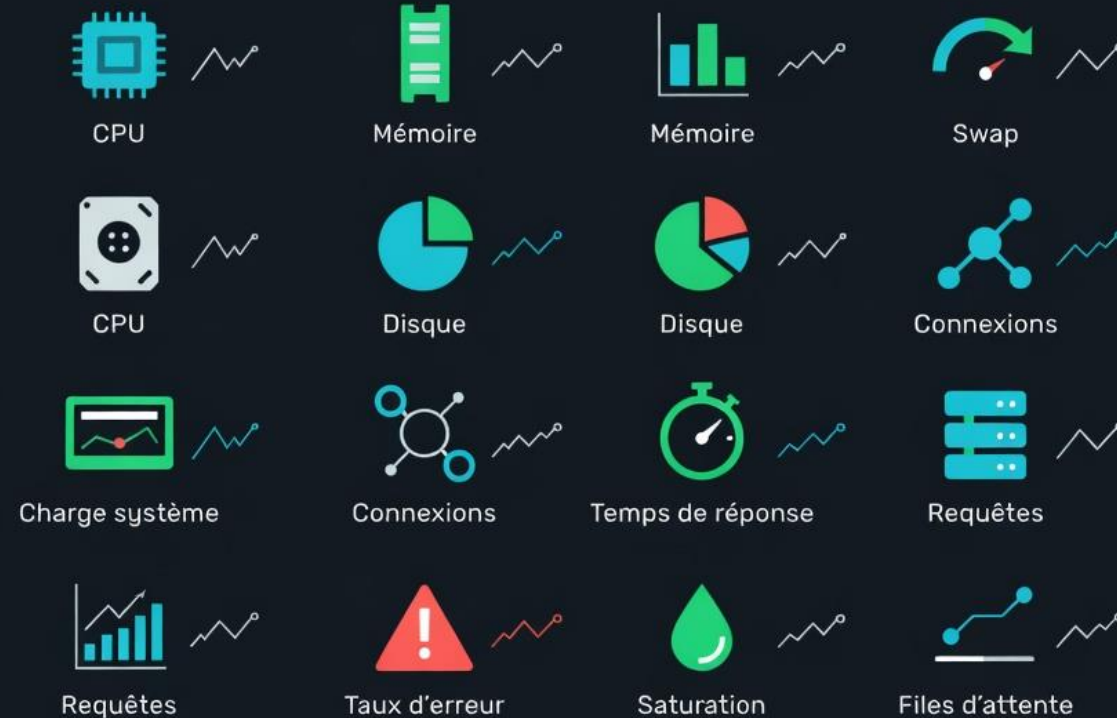 CPU
Mémoire
Mémoire
Swap
CPU
Disque
Disque
Connexions
Charge système
Connexions
Temps de réponse
Requêtes
Requêtes
Taux d'erreur
Saturation
Files d'attente